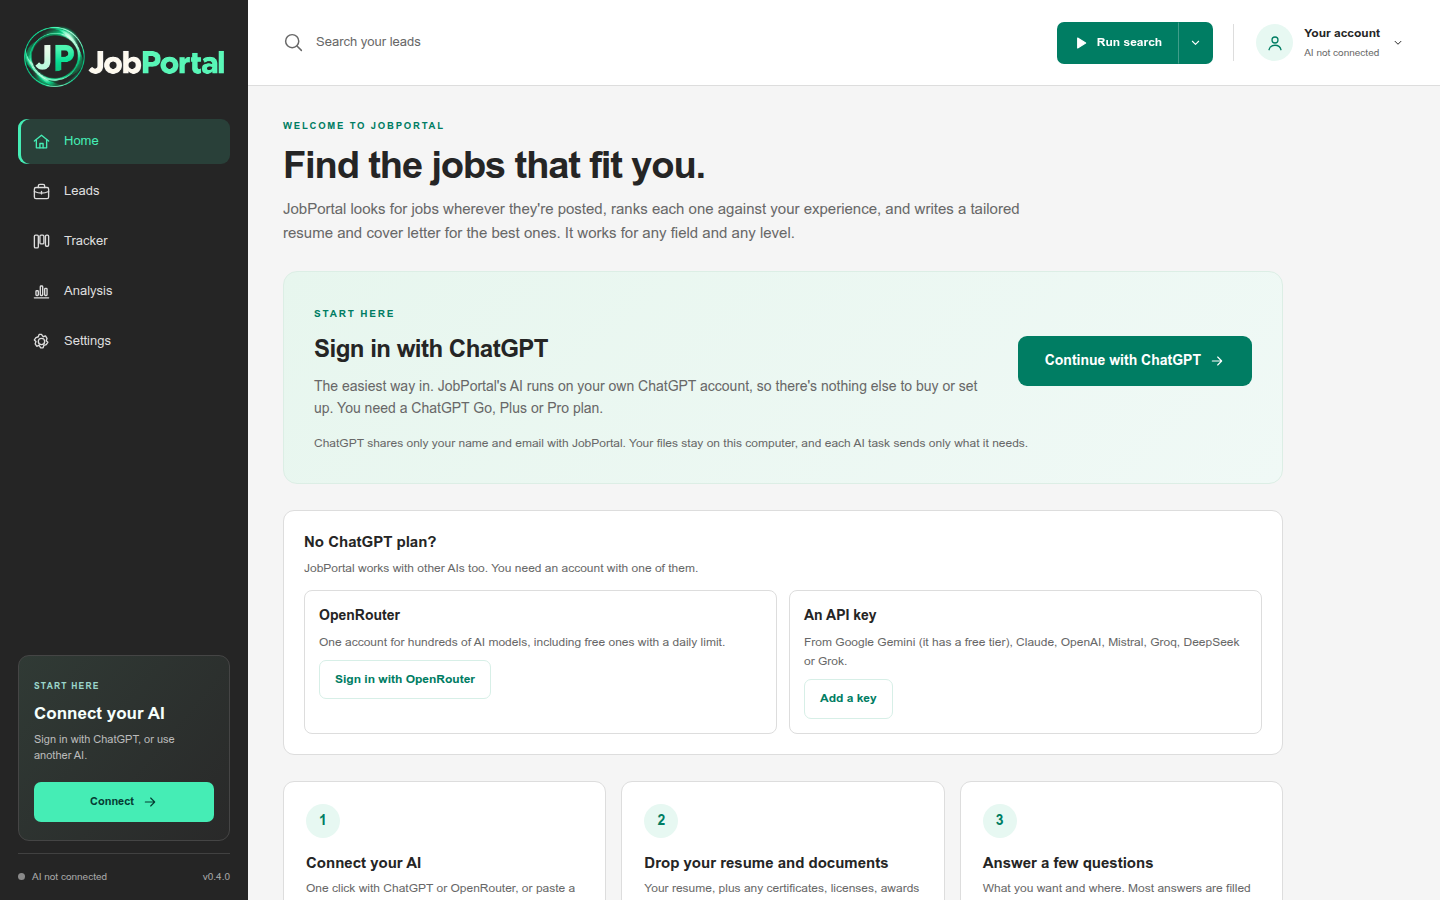 JP JobPortal
Home
Leads
Tracker
Analysis
Settings
START HERE
Connect your AI
Sign in with ChatGPT, or use
another AI.
Connect
AI not connected
v0.4.0
Search your leads
Run search
Your account
AI not connected
WELCOME TO JOBPORTAL
Find the jobs that fit you.
JobPortal looks for jobs wherever they're posted, ranks each one against your experience, and writes a tailored
resume and cover letter for the best ones. It works for any field and any level.
START HERE
Sign in with ChatGPT
The easiest way in. JobPortal's AI runs on your own ChatGPT account, so there's nothing else to buy or set
up. You need a ChatGPT Go, Plus or Pro plan.
ChatGPT shares only your name and email with JobPortal. Your files stay on this computer, and each AI task sends only what it needs.
Continue with ChatGPT
No ChatGPT plan?
JobPortal works with other AIs too. You need an account with one of them.
OpenRouter
One account for hundreds of AI models, including free ones with a daily limit.
Sign in with OpenRouter
An API key
From Google Gemini (it has a free tier), Claude, OpenAI, Mistral, Groq, DeepSeek
or Grok.
Add a key
1
Connect your AI
One click with ChatGPT or OpenRouter, or paste a
2
Drop your resume and documents
Your resume, plus any certificates, licenses, awards
3
Answer a few questions
What you want and where. Most answers are filled